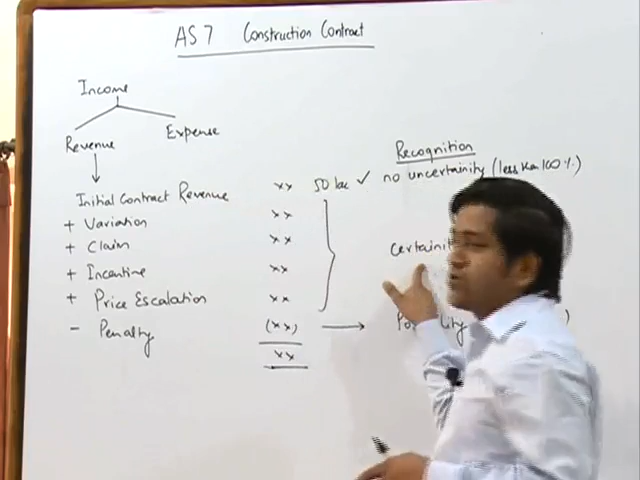 AS 7 Construction Contract
Income
Revenue Expense
Recognition
Initial Contract Revenue xx 50 lac ✓ no uncertainity (less ka 100%)
+ Variation xx
+ Claim xx
+ Incentive xx
+ Price Escalation xx
- Penalty (xx)
xx